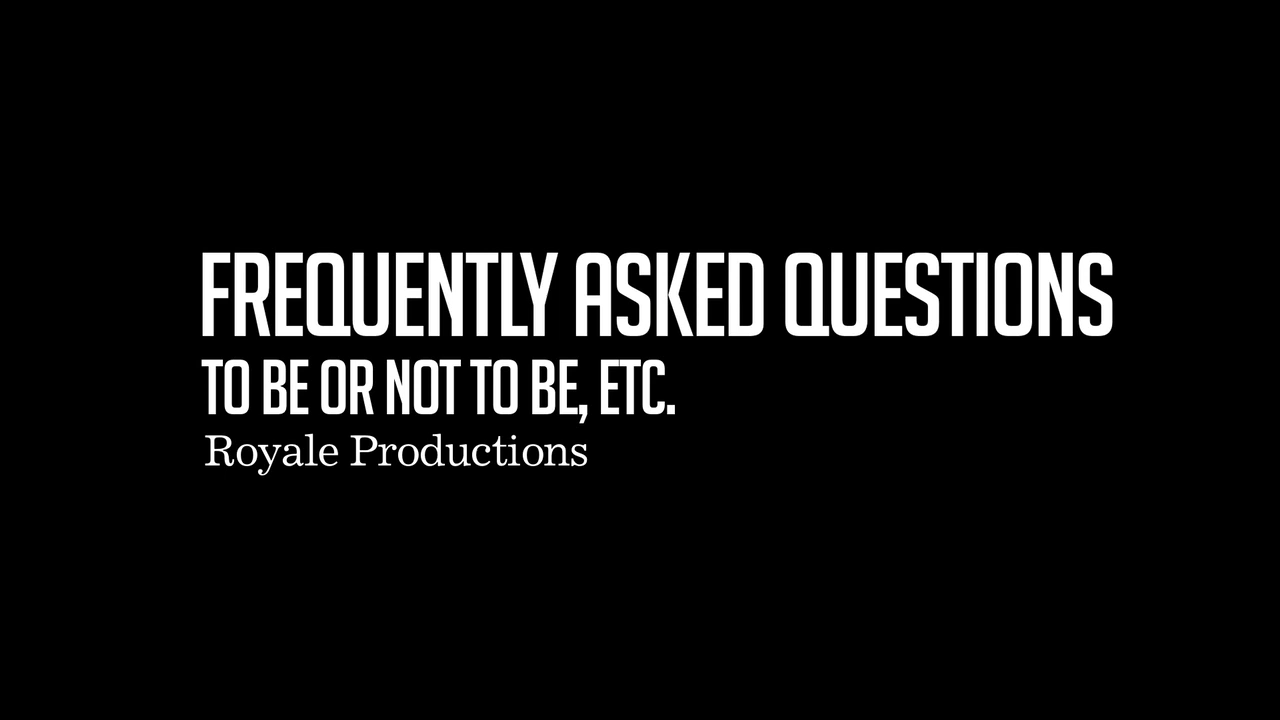 FREQUENTLY ASKED QUESTIONS
TO BE OR NOT TO BE, ETC.
Royale Productions